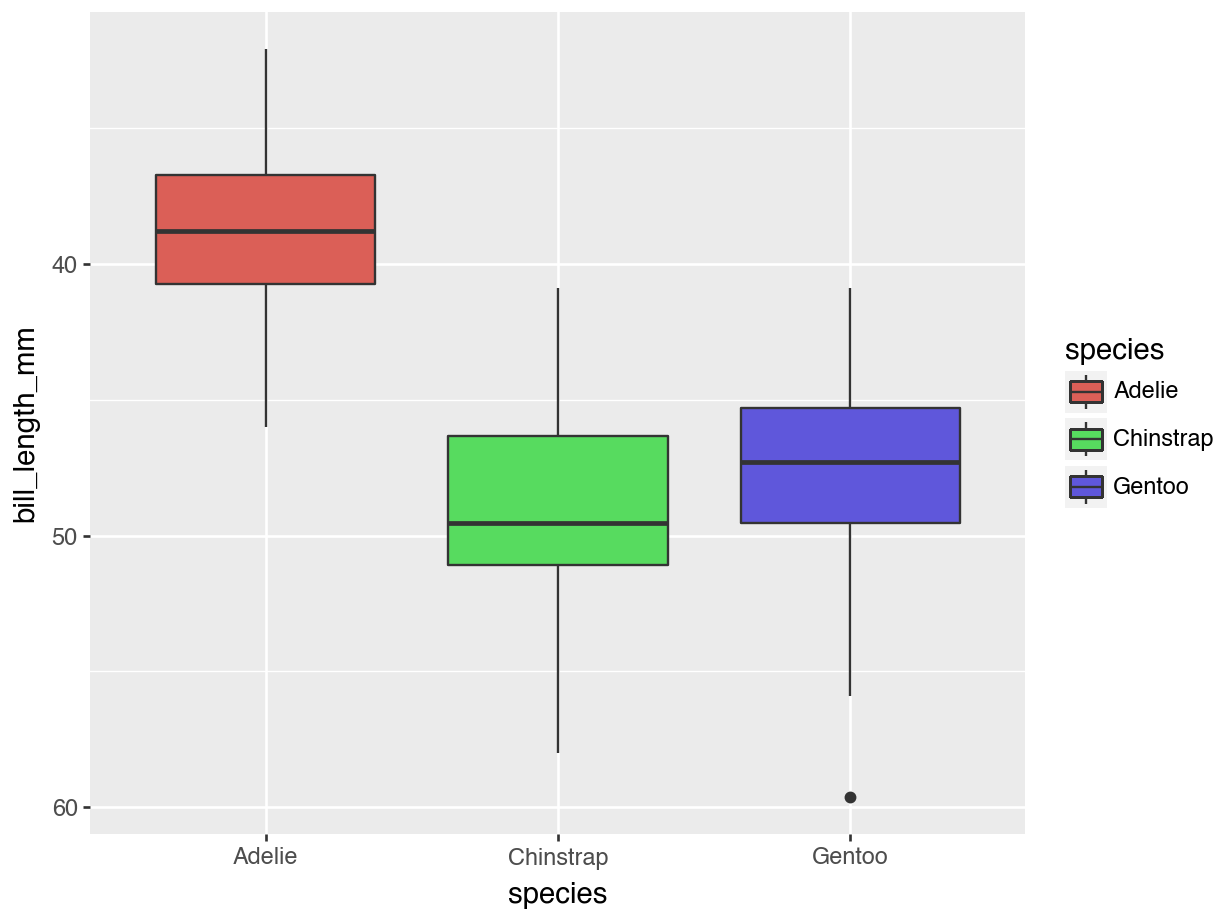 bill_length_mm
40
50
60
Adelie
Chinstrap
Gentoo
species
species
Adelie
Chinstrap
Gentoo